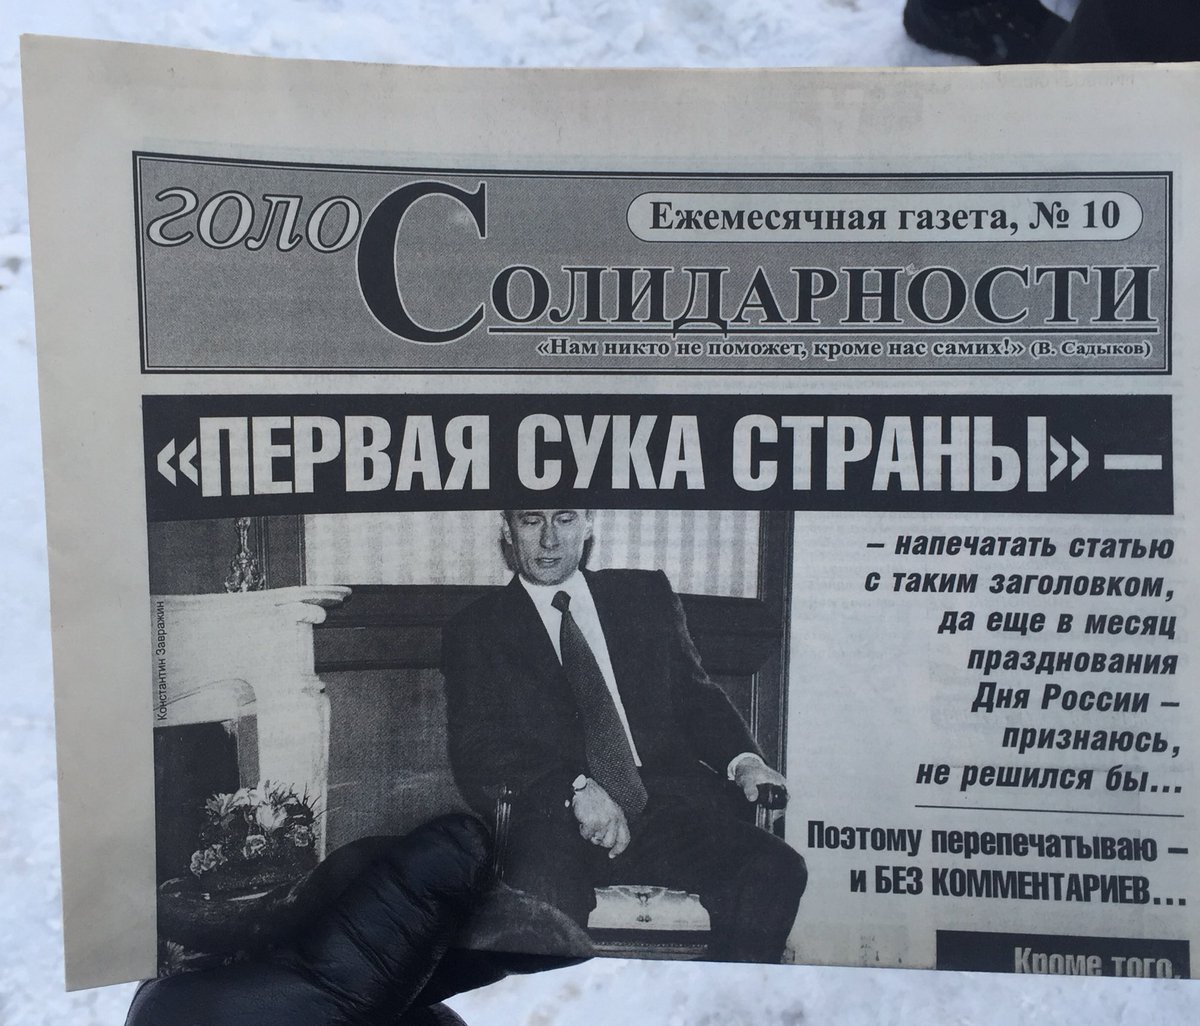 голоСолидарности
Ежемесячная газета, № 10
«Нам никто не поможет, кроме нас самих!» (В. Садыков)
«ПЕРВАЯ СУКА СТРАНЫ» —
Константин Завражин
– напечатать статью
с таким заголовком,
да еще в месяц
празднования
Дня России –
признаюсь,
не решился бы...
Поэтому перепечатываю –
и БЕЗ КОММЕНТАРИЕВ...
Кроме того,